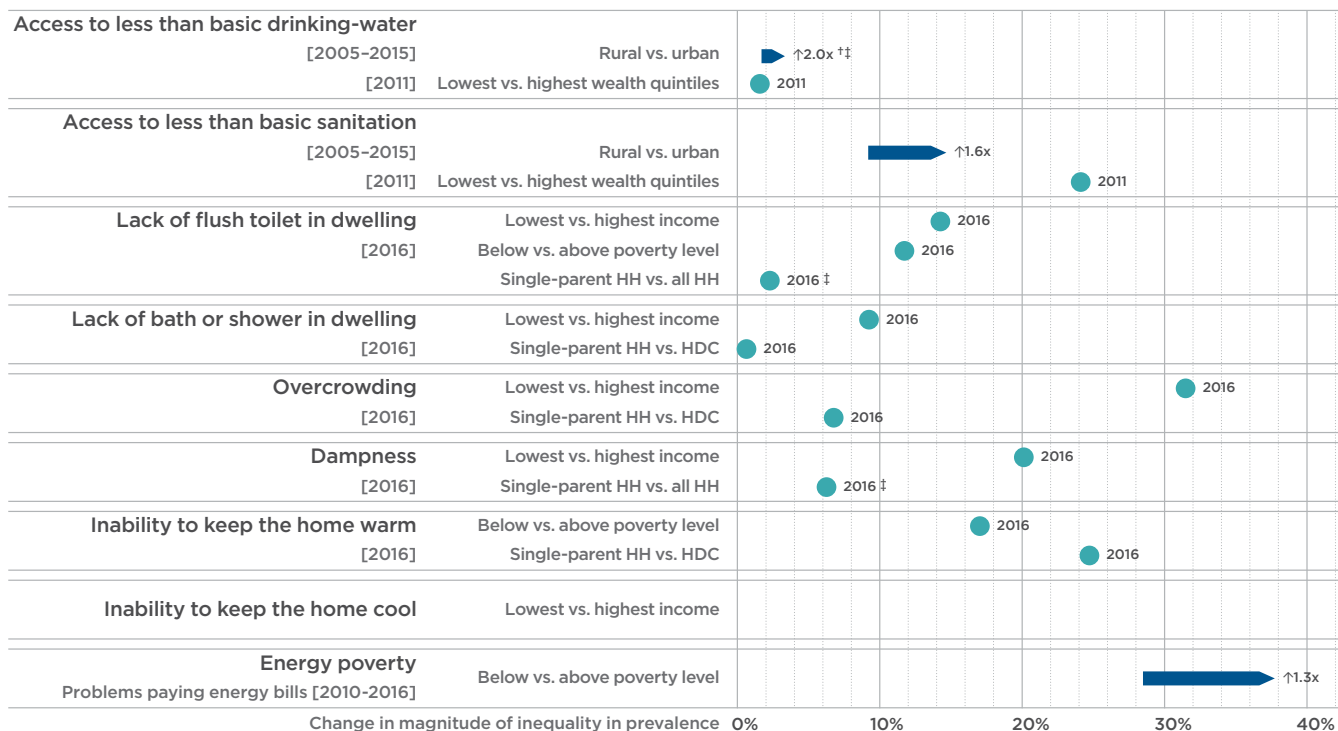 Access to less than basic drinking-water
[2005–2015] Rural vs. urban ↑2.0x †‡
[2011] Lowest vs. highest wealth quintiles 2011
Access to less than basic sanitation
[2005–2015] Rural vs. urban ↑1.6x
[2011] Lowest vs. highest wealth quintiles 2011
Lack of flush toilet in dwelling Lowest vs. highest income 2016
[2016] Below vs. above poverty level 2016
Single-parent HH vs. all HH 2016 ‡
Lack of bath or shower in dwelling Lowest vs. highest income 2016
[2016] Single-parent HH vs. HDC 2016
Overcrowding Lowest vs. highest income 2016
[2016] Single-parent HH vs. HDC 2016
Dampness Lowest vs. highest income 2016
[2016] Single-parent HH vs. all HH 2016 ‡
Inability to keep the home warm Below vs. above poverty level 2016
[2016] Single-parent HH vs. HDC 2016
Inability to keep the home cool Lowest vs. highest income
Energy poverty
Below vs. above poverty level ↑1.3x
Problems paying energy bills [2010-2016]
Change in magnitude of inequality in prevalence 0% 10% 20% 30% 40%